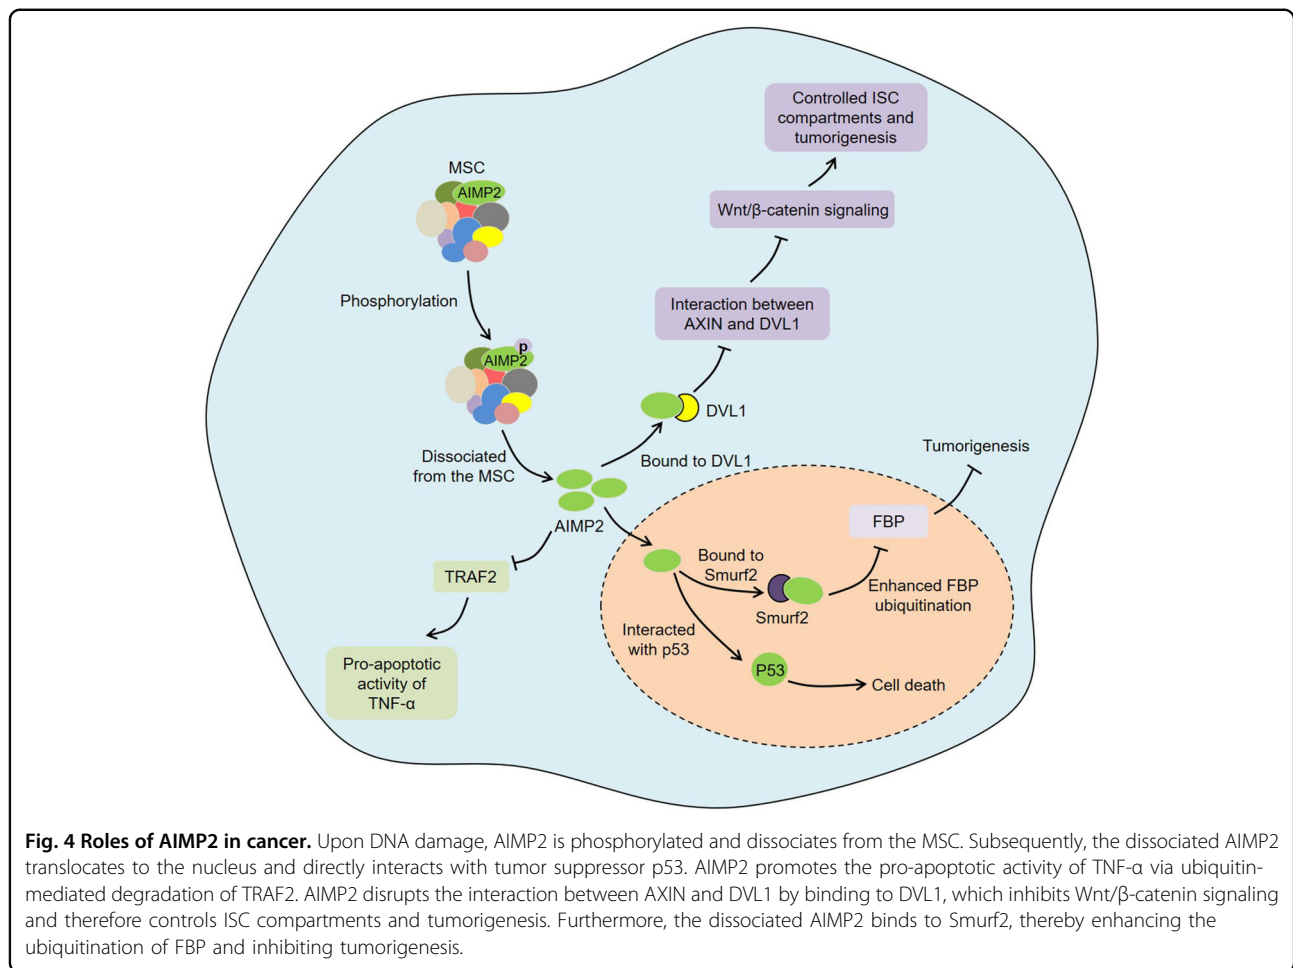 Controlled ISC
compartments and
tumorigenesis
MSC
AIMP2
Wnt/β-catenin signaling
Phosphorylation
Interaction between
AXIN and DVL1
p
AIMP2
DVL1
Dissociated
from the MSC
Bound to DVL1
Tumorigenesis
AIMP2
FBP
TRAF2
Bound to
Smurf2
Enhanced FBP
ubiquitination
Smurf2
Interacted
with p53
P53
Cell death
Pro-apoptotic
activity of
TNF-α
Fig. 4 Roles of AIMP2 in cancer. Upon DNA damage, AIMP2 is phosphorylated and dissociates from the MSC. Subsequently, the dissociated AIMP2
translocates to the nucleus and directly interacts with tumor suppressor p53. AIMP2 promotes the pro-apoptotic activity of TNF-α via ubiquitin-
mediated degradation of TRAF2. AIMP2 disrupts the interaction between AXIN and DVL1 by binding to DVL1, which inhibits Wnt/β-catenin signaling
and therefore controls ISC compartments and tumorigenesis. Furthermore, the dissociated AIMP2 binds to Smurf2, thereby enhancing the
ubiquitination of FBP and inhibiting tumorigenesis.